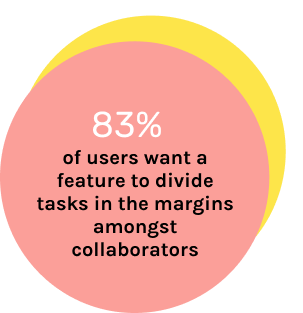 83%
of users want a
feature to divide
tasks in the margins
amongst
collaborators